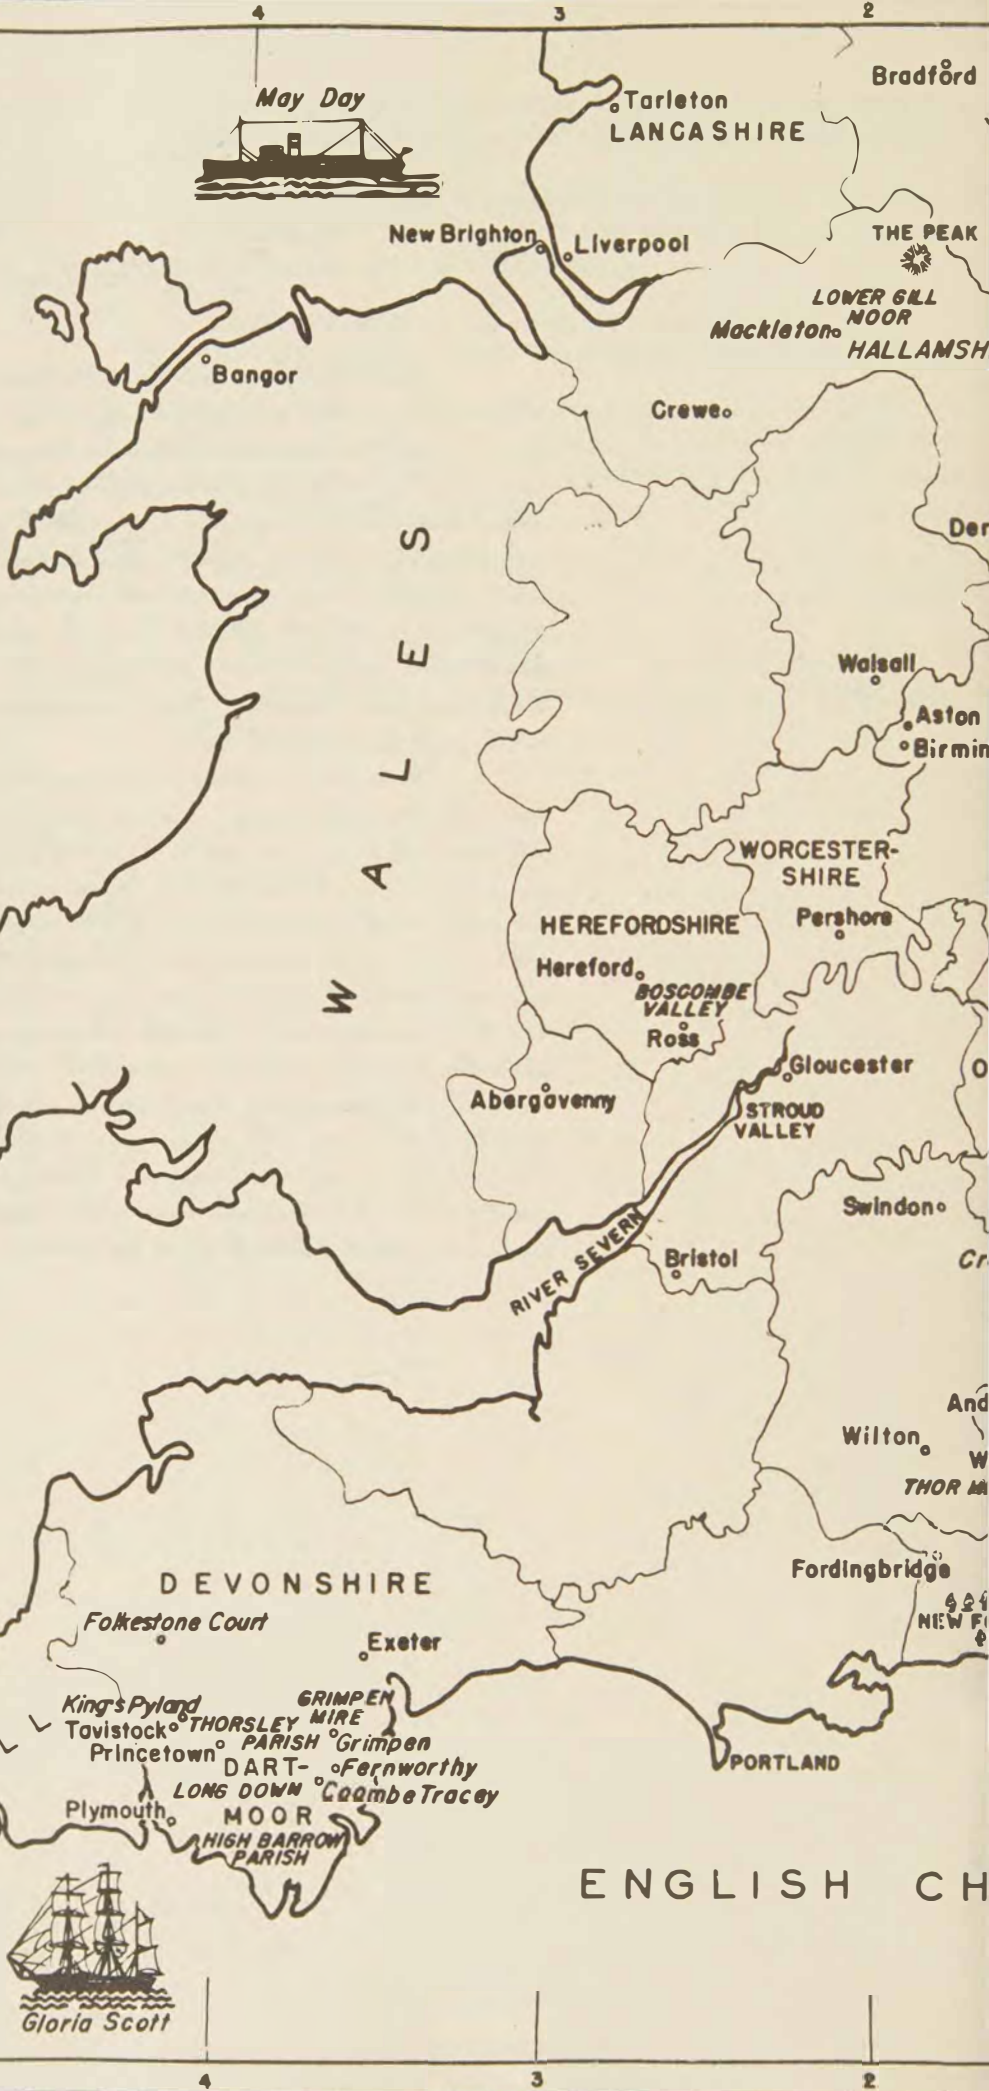 4 3 2
Bradford
May Day
Tarleton
LANCASHIRE
New Brighton
Liverpool
THE PEAK
LOWER GILL
MOOR
Mackleton
HALLAMSH
Bangor
Crewe
WALES
Der
Walsall
Aston
Birmin
WORCESTER-
SHIRE
HEREFORDSHIRE
Pershore
Hereford
BOSCOMBE
VALLEY
Ross
Gloucester
O
Abergavenny
STROUD
VALLEY
Swindon
RIVER SEVERN
Bristol
Cr
And
Wilton
W
THOR
Fordingbridge
DEVONSHIRE
NEW F
Folkestone Court
Exeter
King's Pyland
GRIMPEN
MIRE
Tavistock
THORSLEY
PARISH
Grimpen
Princetown
DART-
Fernworthy
LONG DOWN
Coombe Tracey
PORTLAND
Plymouth
MOOR
HIGH BARROW
PARISH
ENGLISH CH
Gloria Scott
4 3 2